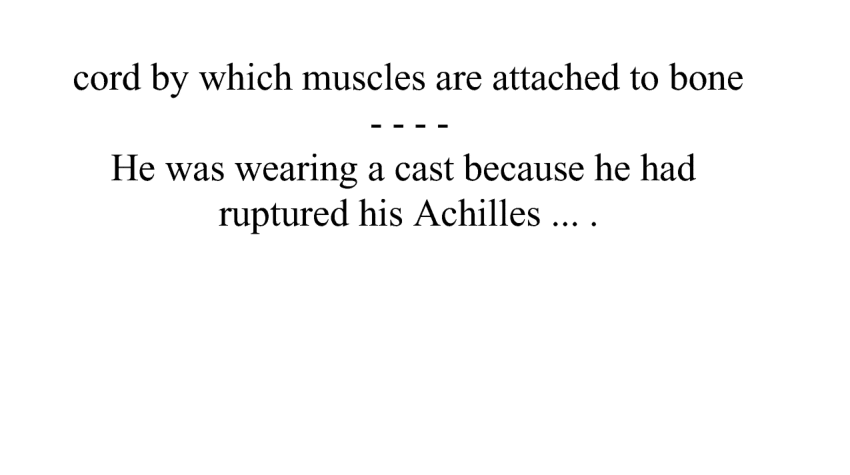 cord by which muscles are attached to bone
- - - -
He was wearing a cast because he had
ruptured his Achilles ... .